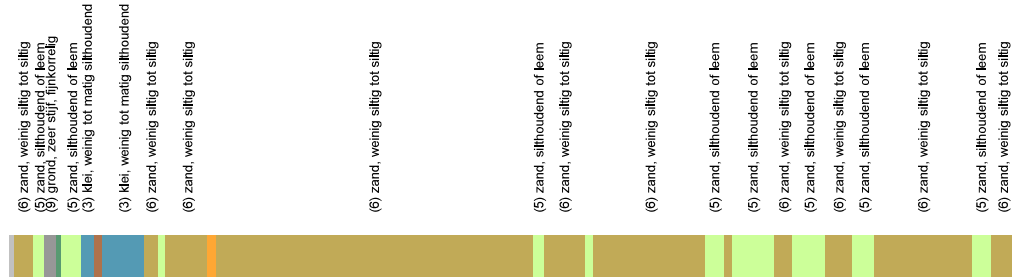 (6) zand, weinig siltig tot siltig
(5) zand, silthoudend of leem
(9) grond, zeer stijf, fijnkorrelig
(5) zand, silthoudend of leem
(3) klei, weinig tot matig silthoudend
(3) klei, weinig tot matig silthoudend
(6) zand, weinig siltig tot siltig
(6) zand, weinig siltig tot siltig
(6) zand, weinig siltig tot siltig
(5) zand, silthoudend of leem
(6) zand, weinig siltig tot siltig
(6) zand, weinig siltig tot siltig
(5) zand, silthoudend of leem
(5) zand, silthoudend of leem
(6) zand, weinig siltig tot siltig
(5) zand, silthoudend of leem
(6) zand, weinig siltig tot siltig
(5) zand, silthoudend of leem
(6) zand, weinig siltig tot siltig
(5) zand, silthoudend of leem
(6) zand, weinig siltig tot siltig